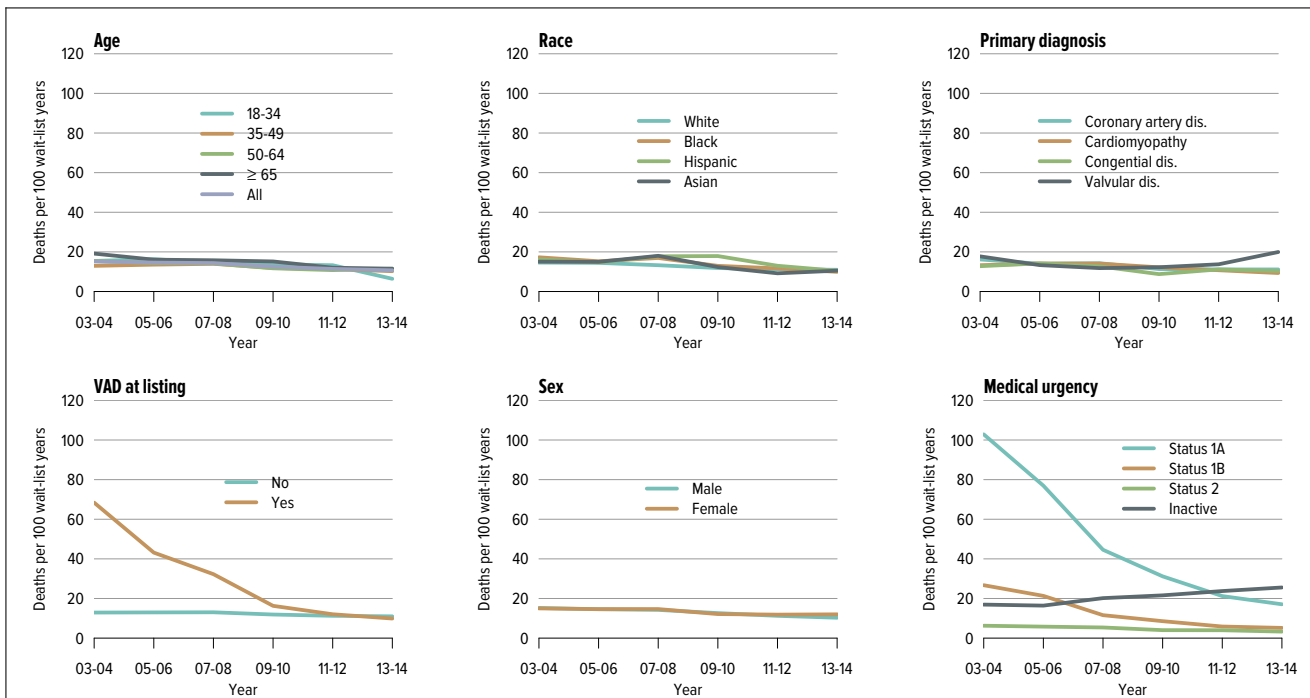 Age
Deaths per 100 wait-list years
120
100
80
60
40
20
0
18-34
35-49
50-64
≥ 65
All
03-04 05-06 07-08 09-10 11-12 13-14
Year
Race
Deaths per 100 wait-list years
120
100
80
60
40
20
0
White
Black
Hispanic
Asian
03-04 05-06 07-08 09-10 11-12 13-14
Year
Primary diagnosis
Deaths per 100 wait-list years
120
100
80
60
40
20
0
Coronary artery dis.
Cardiomyopathy
Congential dis.
Valvular dis.
03-04 05-06 07-08 09-10 11-12 13-14
Year
VAD at listing
Deaths per 100 wait-list years
120
100
80
60
40
20
0
No
Yes
03-04 05-06 07-08 09-10 11-12 13-14
Year
Sex
Deaths per 100 wait-list years
120
100
80
60
40
20
0
Male
Female
03-04 05-06 07-08 09-10 11-12 13-14
Year
Medical urgency
Deaths per 100 wait-list years
120
100
80
60
40
20
0
Status 1A
Status 1B
Status 2
Inactive
03-04 05-06 07-08 09-10 11-12 13-14
Year